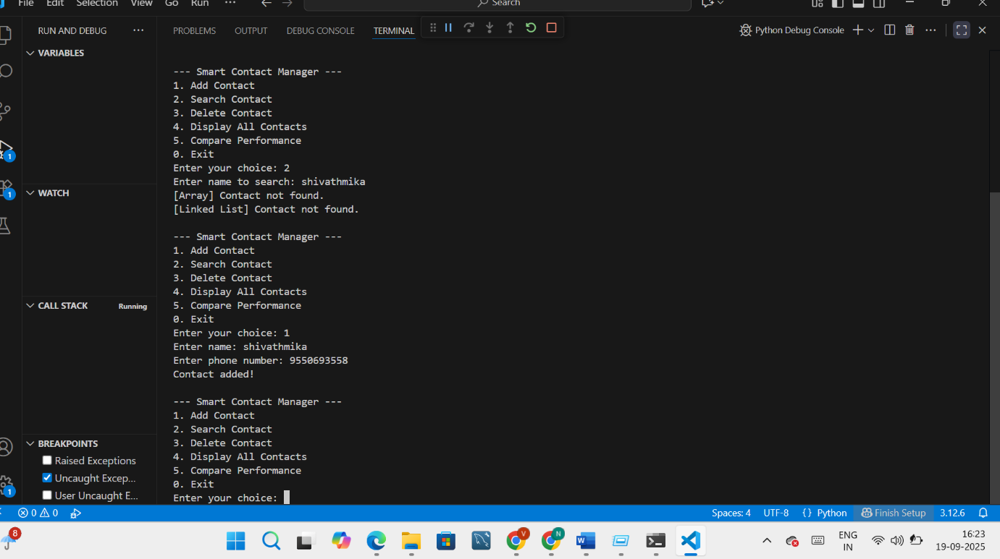 File Edit Selection View Go Run ··· Search
RUN AND DEBUG ···
PROBLEMS OUTPUT DEBUG CONSOLE TERMINAL
Python Debug Console
VARIABLES
WATCH
CALL STACK Running
BREAKPOINTS
Raised Exceptions
Uncaught Excep...
User Uncaught E...
1
1
1
--- Smart Contact Manager ---
1. Add Contact
2. Search Contact
3. Delete Contact
4. Display All Contacts
5. Compare Performance
0. Exit
Enter your choice: 2
Enter name to search: shivathmika
[Array] Contact not found.
[Linked List] Contact not found.
--- Smart Contact Manager ---
1. Add Contact
2. Search Contact
3. Delete Contact
4. Display All Contacts
5. Compare Performance
0. Exit
Enter your choice: 1
Enter name: shivathmika
Enter phone number: 9550693558
Contact added!
--- Smart Contact Manager ---
1. Add Contact
2. Search Contact
3. Delete Contact
4. Display All Contacts
5. Compare Performance
0. Exit
Enter your choice:
0 0 Spaces: 4 UTF-8 {} Python Finish Setup 3.12.6
8
V
N
W
ENG
IN
16:23
19-09-2025